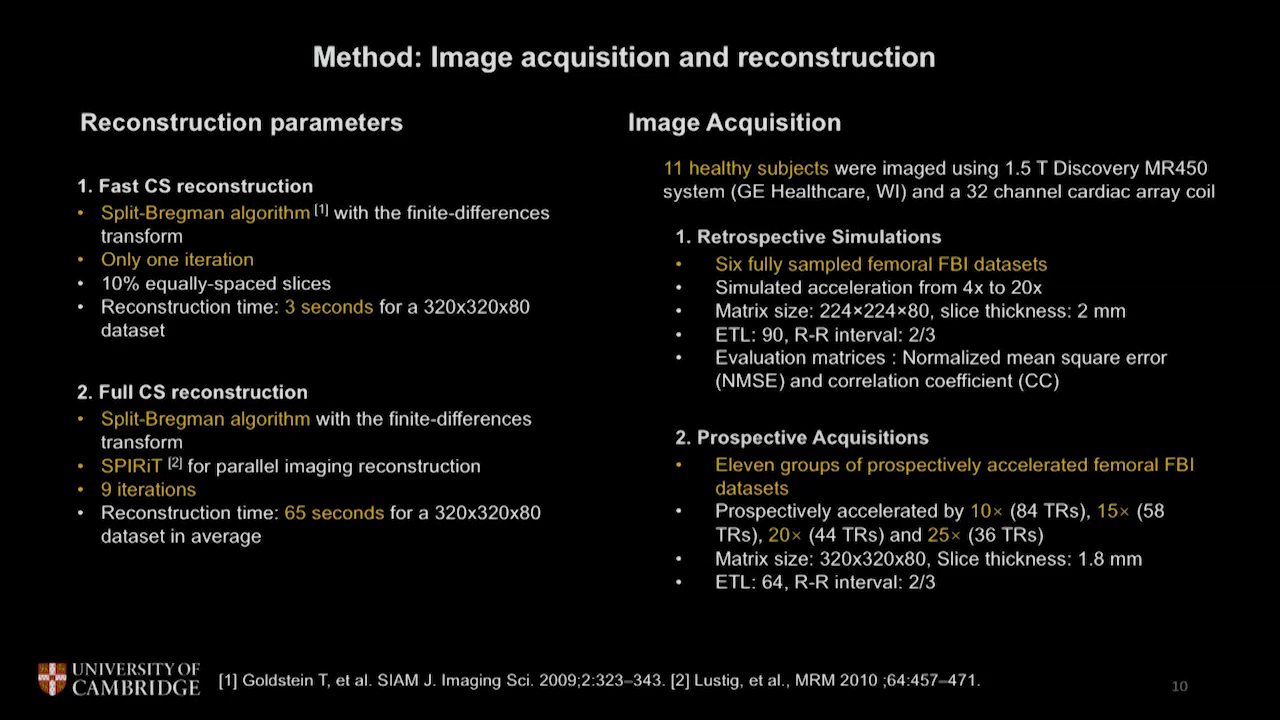 Method: Image acquisition and reconstruction
Reconstruction parameters
1. Fast CS reconstruction
• Split-Bregman algorithm [1] with the finite-differences
transform
• Only one iteration
• 10% equally-spaced slices
• Reconstruction time: 3 seconds for a 320x320x80
dataset
2. Full CS reconstruction
• Split-Bregman algorithm with the finite-differences
transform
• SPIRiT [2] for parallel imaging reconstruction
• 9 iterations
• Reconstruction time: 65 seconds for a 320x320x80
dataset in average
Image Acquisition
11 healthy subjects were imaged using 1.5 T Discovery MR450
system (GE Healthcare, WI) and a 32 channel cardiac array coil
1. Retrospective Simulations
• Six fully sampled femoral FBI datasets
• Simulated acceleration from 4x to 20x
• Matrix size: 224×224×80, slice thickness: 2 mm
• ETL: 90, R-R interval: 2/3
• Evaluation matrices : Normalized mean square error
(NMSE) and correlation coefficient (CC)
2. Prospective Acquisitions
• Eleven groups of prospectively accelerated femoral FBI
datasets
• Prospectively accelerated by 10× (84 TRs), 15× (58
TRs), 20× (44 TRs) and 25× (36 TRs)
• Matrix size: 320x320x80, Slice thickness: 1.8 mm
• ETL: 64, R-R interval: 2/3
UNIVERSITY OF
CAMBRIDGE
[1] Goldstein T, et al. SIAM J. Imaging Sci. 2009;2:323–343. [2] Lustig, et al., MRM 2010 ;64:457–471.
10